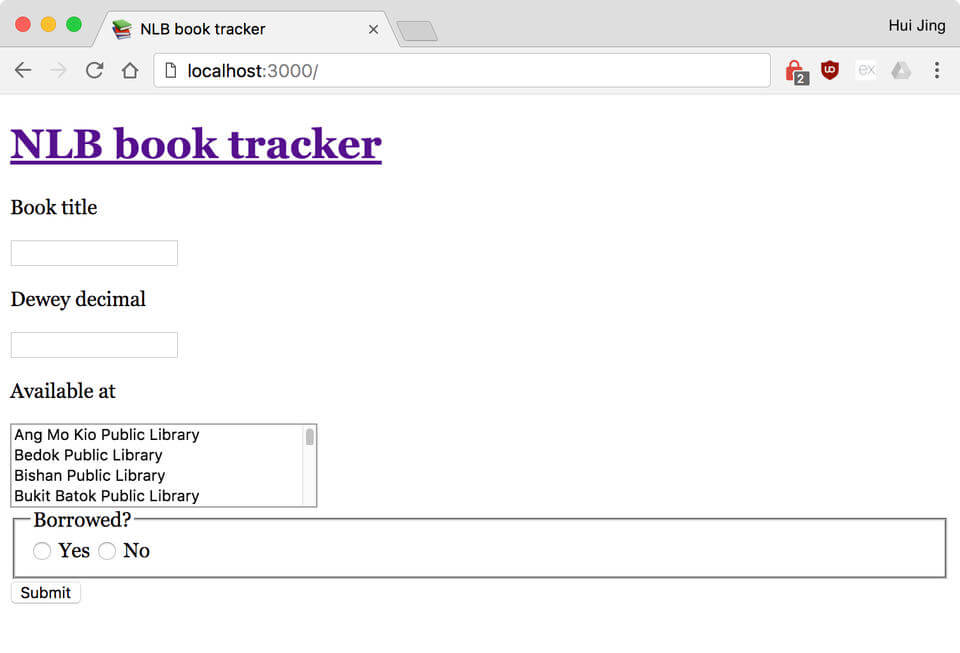 NLB book tracker
Hui Jing
localhost:3000/
2
uD
ex
NLB book tracker
Book title
Dewey decimal
Available at
Ang Mo Kio Public Library
Bedok Public Library
Bishan Public Library
Bukit Batok Public Library
Borrowed?
Yes No
Submit